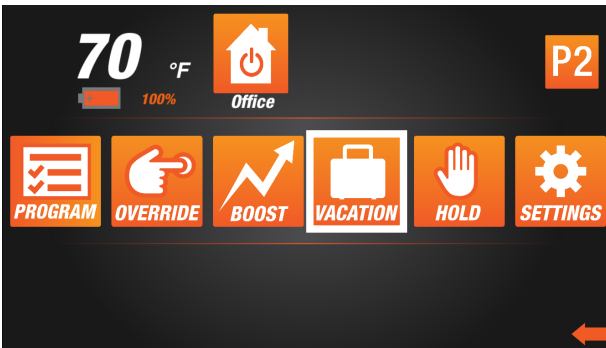 70 °F
100%
Office
P2
PROGRAM OVERRIDE BOOST VACATION HOLD SETTINGS